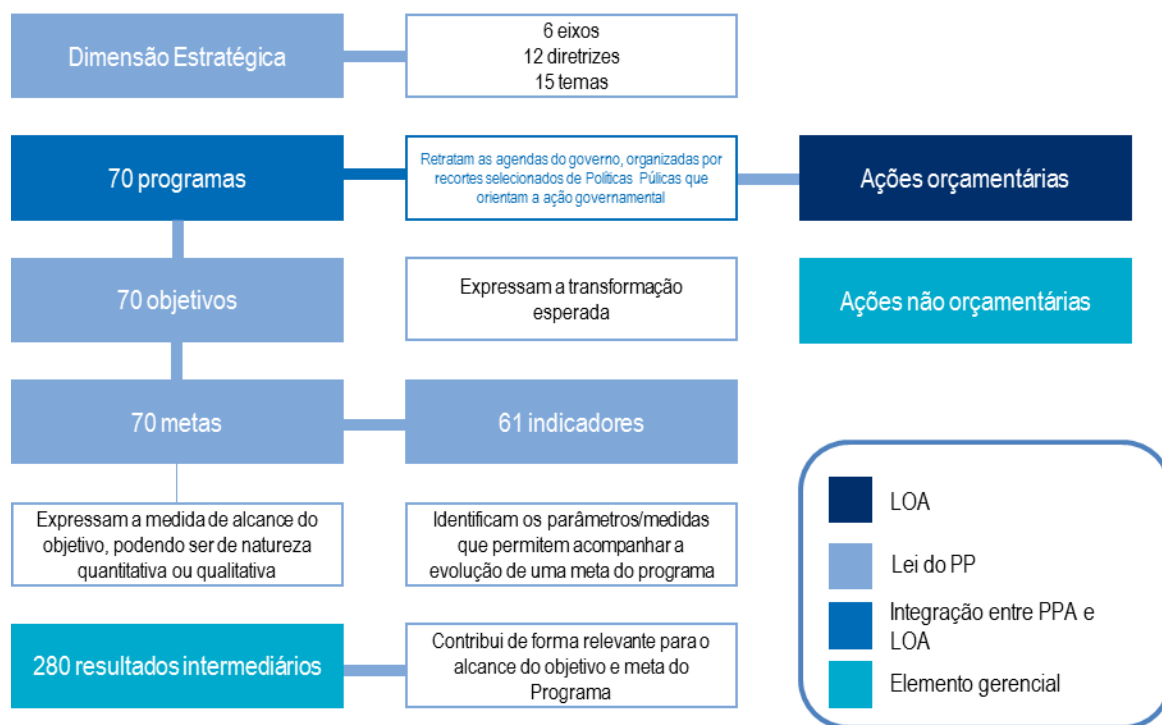 Dimensão Estratégica
6 eixos
12 diretrizes
15 temas
70 programas
Retratam as agendas do governo, organizadas por
recortes selecionados de Políticas Púlicas que
orientam a ação governamental
Ações orçamentárias
70 objetivos
Expressam a transformação
esperada
Ações não orçamentárias
70 metas
61 indicadores
Expressam a medida de alcance do
objetivo, podendo ser de natureza
quantitativa ou qualitativa
Identificam os parâmetros/medidas
que permitem acompanhar a
evolução de uma meta do programa
280 resultados intermediários
Contribui de forma relevante para o
alcance do objetivo e meta do
Programa
LOA
Lei do PP
Integração entre PPA e
LOA
Elemento gerencial